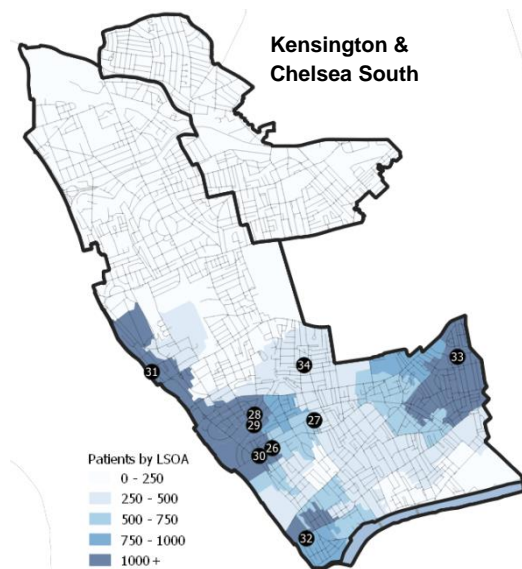 Kensington &
Chelsea South
33
34
31
28
27
29
26
30
32
Patients by LSOA
0 - 250
250 - 500
500 - 750
750 - 1000
1000+